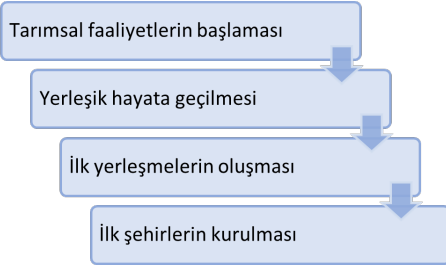 Tarımsal faaliyetlerin başlaması
Yerleşik hayata geçilmesi
İlk yerleşmelerin oluşması
İlk şehirlerin kurulması